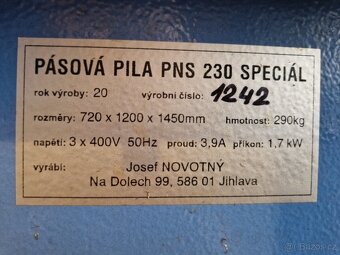 PÁSOVÁ PILA PNS 230 SPECIÁL
rok výroby: 20 výrobní číslo: 1242
rozměry: 720 x 1200 x 1450mm hmotnost: 290kg
napětí: 3 x 400V 50Hz proud: 3,9A příkon: 1,7 kW
vyrábí: Josef NOVOTNÝ
Na Dolech 99, 586 01 Jihlava